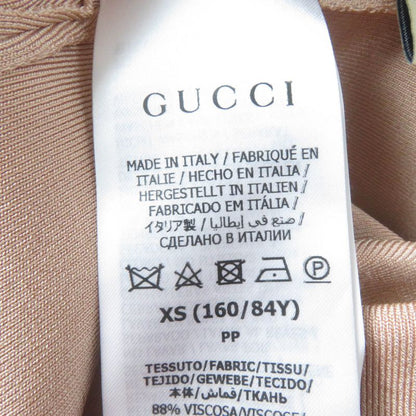 GUCCI
MADE IN ITALY / FABRIQUÉ EN
ITALIE / HECHO EN ITALIA /
HERGESTELLT IN ITALIEN /
FABRICADO EM ITÁLIA /
イタリア製 / صنع في إيطاليا /
СДЕЛАНО В ИТАЛИИ
P
XS (160/84Y)
PP
TESSUTO/FABRIC/TISSU/
TEJIDO/GEWEBE/TECIDO/
本体/قماش/ТКАНЬ
88% VISCOSA/VISCOSE/